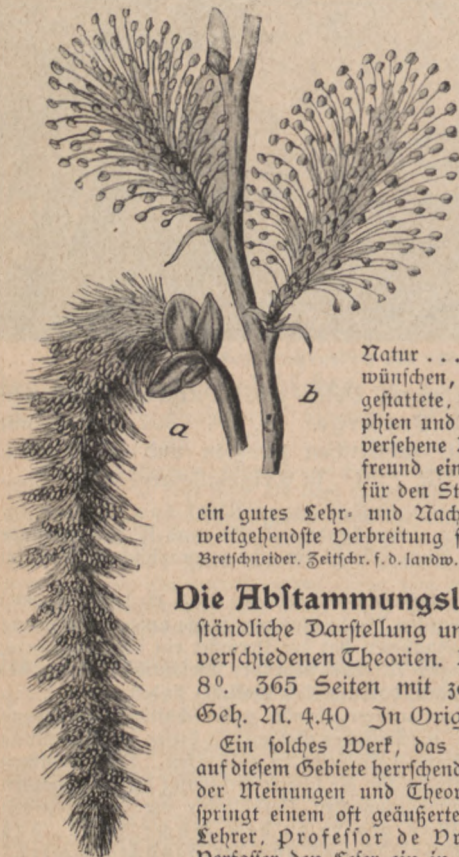 a
b
Natur ...
wünschen,
gestattete,
phien und
versehene
freund ein
für den St
ein gutes Lehr- und Nach
weitgehendste Verbreitung f
Bretschneider. Zeitschr. f. d. landw.
Die Abstammungsl
ständliche Darstellung un
verschiedenen Theorien.
8°. 365 Seiten mit
Geh. M. 4.40 In Orig
Ein solches Werk, das
auf diesem Gebiete herrschend
der Meinungen und Theor
springt einem oft geäußerte
Lehrer, Professor de Vr